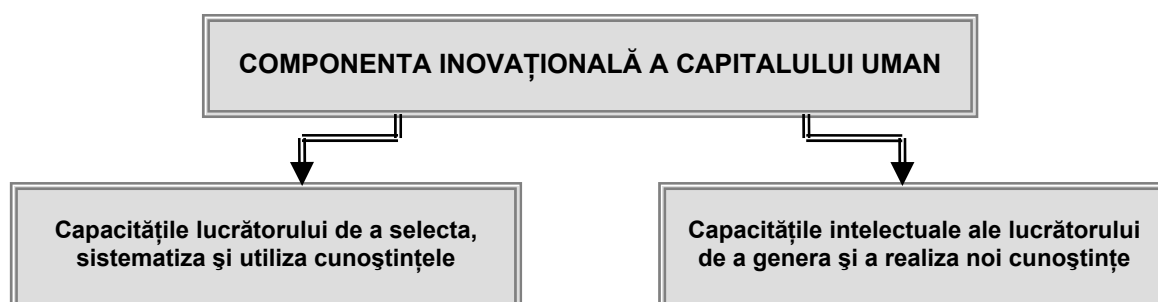 COMPONENTA INOVAȚIONALĂ A CAPITALULUI UMAN
Capacitățile lucrătorului de a selecta,
sistematiza şi utiliza cunoştințele
Capacitățile intelectuale ale lucrătorului
de a genera şi a realiza noi cunoştințe